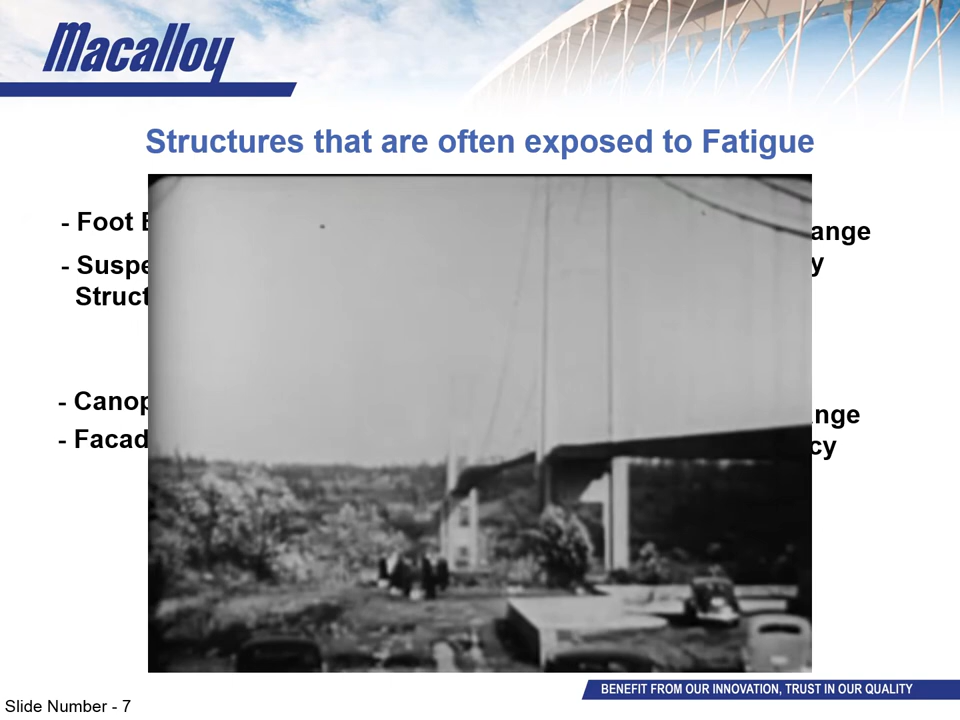 Macalloy
Structures that are often exposed to Fatigue
- Foot
ange
- Suspe
y
Struct
- Canop
nge
- Facad
cy
BENEFIT FROM OUR INNOVATION, TRUST IN OUR QUALITY
Slide Number - 7